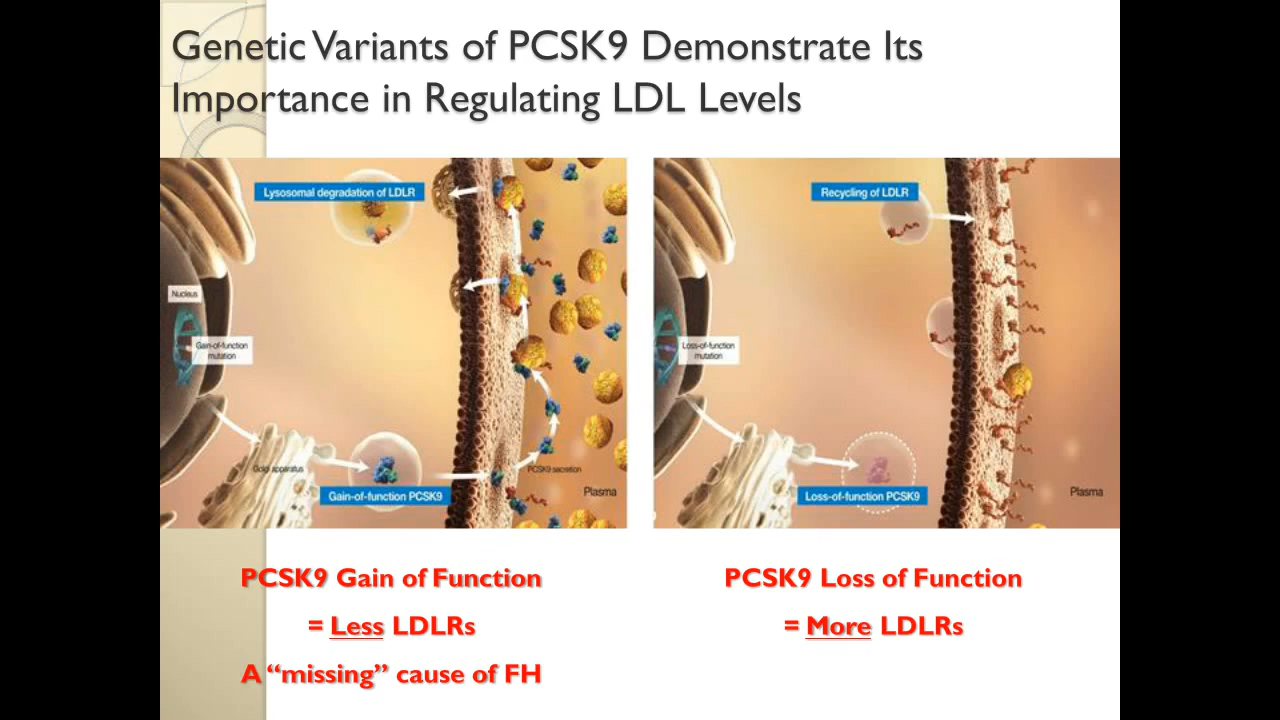 Genetic Variants of PCSK9 Demonstrate Its
Importance in Regulating LDL Levels
Lysosomal degradation of LDLR
Nucleus
Gain-of-function
mutation
Golgi apparatus
Gain-of-function PCSK9
PCSK9 secretion
Plasma
Recycling of LDLR
Loss-of-function
mutation
Loss-of-function PCSK9
Plasma
PCSK9 Gain of Function
= Less LDLRs
A “missing” cause of FH
PCSK9 Loss of Function
= More LDLRs